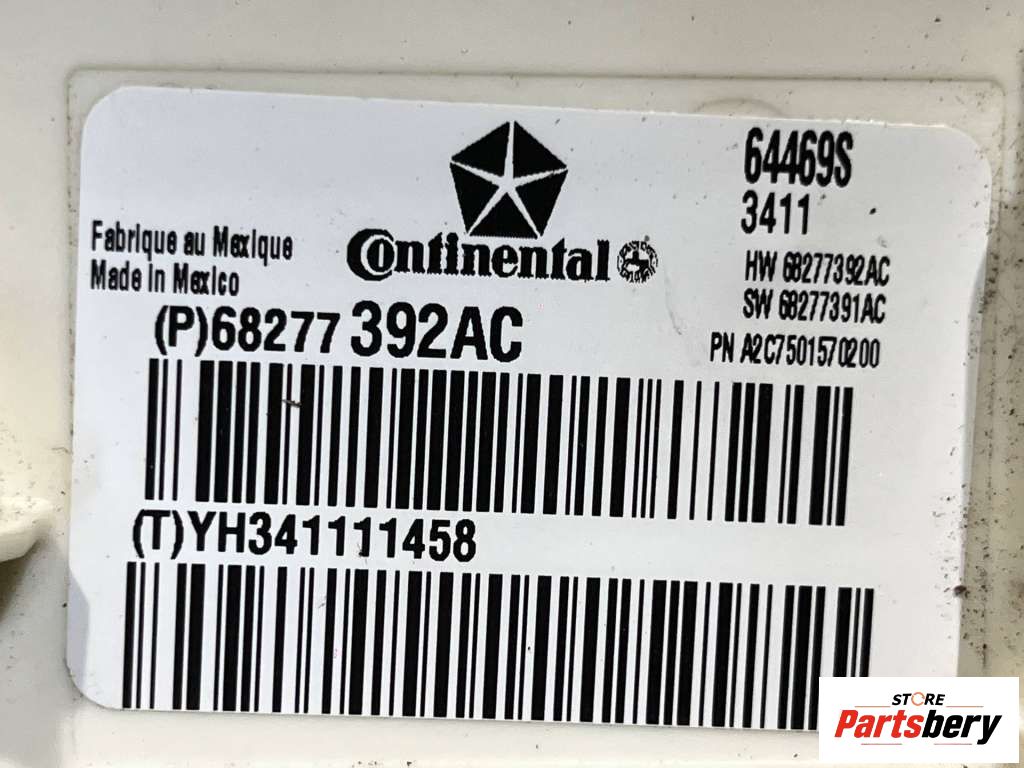 64469S
3411
Fabrique au Mexique
Made in Mexico
Continental
HW 68277392AC
SW 68277391AC
(P)68277 392AC
PN A2C7501570200
(T)YH341111458
STORE
Partsbery